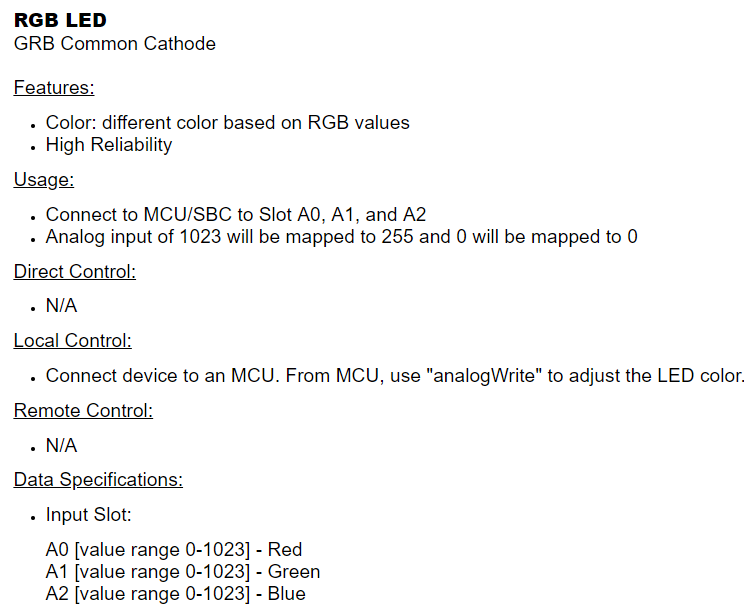 RGB LED
GRB Common Cathode
Features:
• Color: different color based on RGB values
• High Reliability
Usage:
• Connect to MCU/SBC to Slot A0, A1, and A2
• Analog input of 1023 will be mapped to 255 and 0 will be mapped to 0
Direct Control:
• N/A
Local Control:
• Connect device to an MCU. From MCU, use "analogWrite" to adjust the LED color.
Remote Control:
• N/A
Data Specifications:
• Input Slot:
A0 [value range 0-1023] - Red
A1 [value range 0-1023] - Green
A2 [value range 0-1023] - Blue